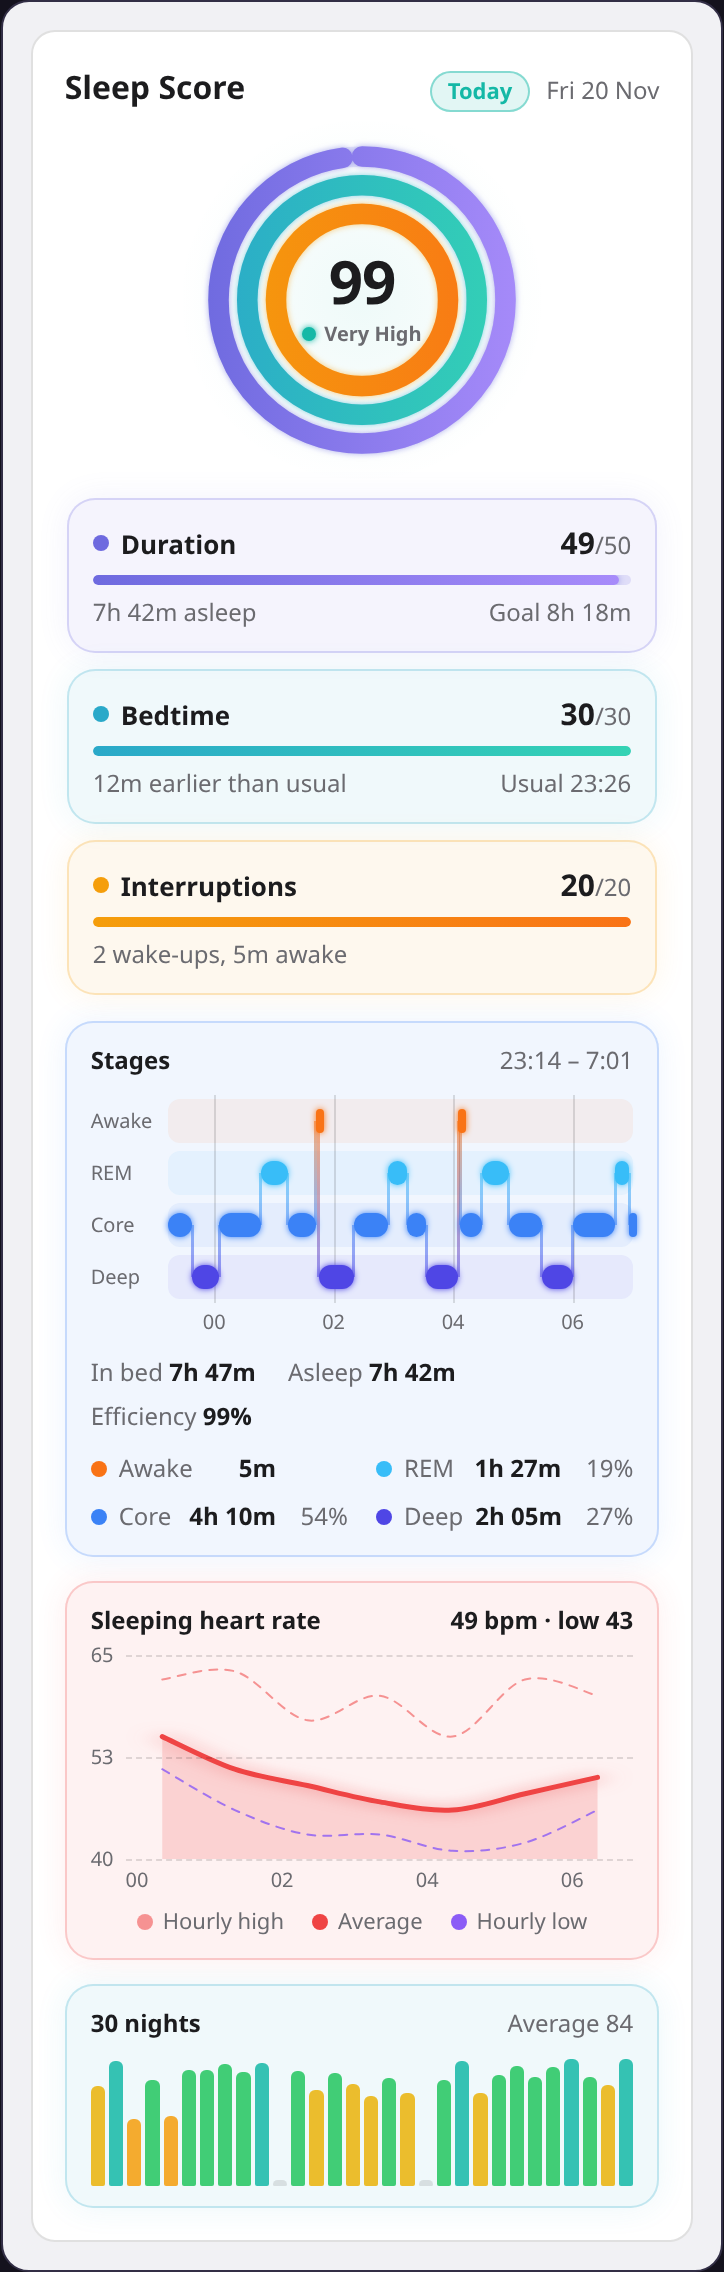 Sleep Score Today Fri 20 Nov
99
Very High
Duration 49/50
7h 42m asleep Goal 8h 18m
Bedtime 30/30
12m earlier than usual Usual 23:26
Interruptions 20/20
2 wake-ups, 5m awake
Stages 23:14 – 7:01
Awake
REM
Core
Deep
00 02 04 06
In bed 7h 47m Asleep 7h 42m
Efficiency 99%
Awake 5m REM 1h 27m 19%
Core 4h 10m 54% Deep 2h 05m 27%
Sleeping heart rate 49 bpm · low 43
65
53
40
00 02 04 06
Hourly high Average Hourly low
30 nights Average 84